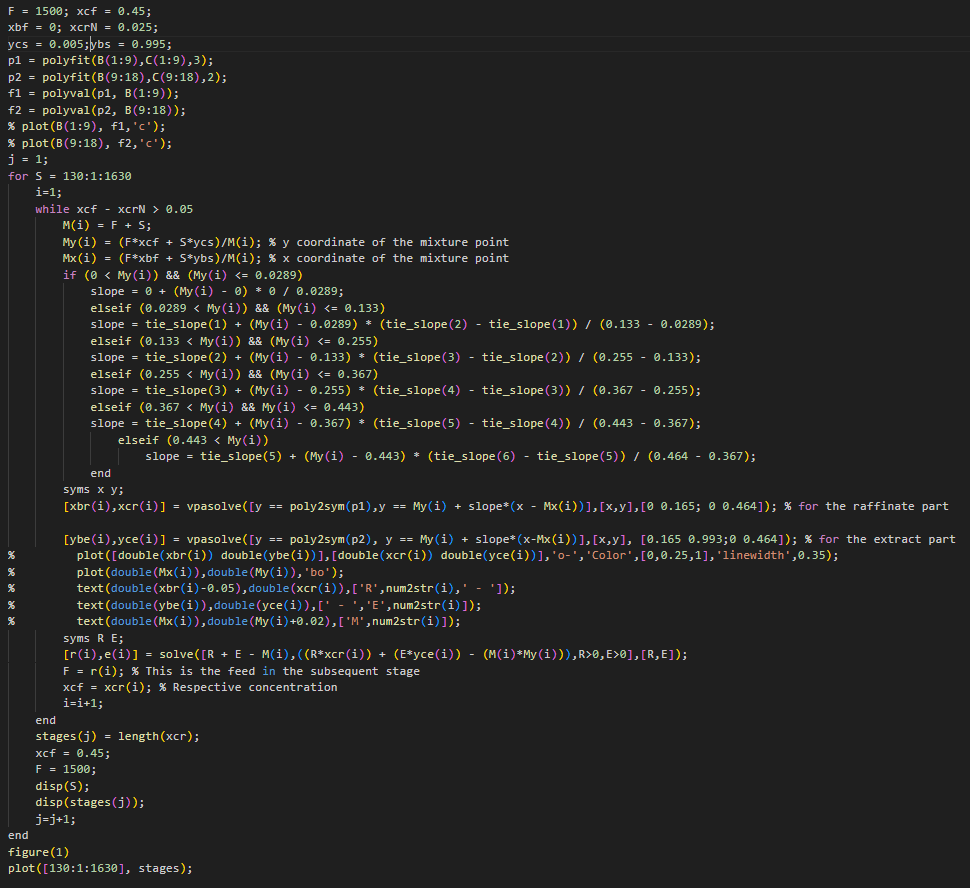 F = 1500; xcf = 0.45;
xbf = 0; xcrN = 0.025;
ycs = 0.005;ybs = 0.995;
p1 = polyfit(B(1:9),C(1:9),3);
p2 = polyfit(B(9:18),C(9:18),2);
f1 = polyval(p1, B(1:9));
f2 = polyval(p2, B(9:18));
% plot(B(1:9), f1,'c');
% plot(B(9:18), f2,'c');
j = 1;
for S = 130:1:1630
    i=1;
    while xcf - xcrN > 0.05
        M(i) = F + S;
        My(i) = (F*xcf + S*ycs)/M(i); % y coordinate of the mixture point
        Mx(i) = (F*xbf + S*ybs)/M(i); % x coordinate of the mixture point
        if (0 < My(i)) && (My(i) <= 0.0289)
            slope = 0 + (My(i) - 0) * 0 / 0.0289;
            elseif (0.0289 < My(i)) && (My(i) <= 0.133)
            slope = tie_slope(1) + (My(i) - 0.0289) * (tie_slope(2) - tie_slope(1)) / (0.133 - 0.0289);
            elseif (0.133 < My(i)) && (My(i) <= 0.255)
            slope = tie_slope(2) + (My(i) - 0.133) * (tie_slope(3) - tie_slope(2)) / (0.255 - 0.133);
            elseif (0.255 < My(i)) && (My(i) <= 0.367)
            slope = tie_slope(3) + (My(i) - 0.255) * (tie_slope(4) - tie_slope(3)) / (0.367 - 0.255);
            elseif (0.367 < My(i) && My(i) <= 0.443)
            slope = tie_slope(4) + (My(i) - 0.367) * (tie_slope(5) - tie_slope(4)) / (0.443 - 0.367);
                elseif (0.443 < My(i))
                    slope = tie_slope(5) + (My(i) - 0.443) * (tie_slope(6) - tie_slope(5)) / (0.464 - 0.367);
            end
        syms x y;
        [xbr(i),xcr(i)] = vpasolve([y == poly2sym(p1),y == My(i) + slope*(x - Mx(i))],[x,y],[0 0.165; 0 0.464]); % for the raffinate part
        [ybe(i),yce(i)] = vpasolve([y == poly2sym(p2), y == My(i) + slope*(x-Mx(i))],[x,y], [0.165 0.993;0 0.464]); % for the extract part
%         plot([double(xbr(i)) double(ybe(i))],[double(xcr(i)) double(yce(i))],'o-','Color',[0,0.25,1],'linewidth',0.35);
%         plot(double(Mx(i)),double(My(i)),'bo');
%         text(double(xbr(i)-0.05),double(xcr(i)),['R',num2str(i),' - ']);
%         text(double(ybe(i)),double(yce(i)),[' - ','E',num2str(i)]);
%         text(double(Mx(i)),double(My(i)+0.02),['M',num2str(i)]);
        syms R E;
        [r(i),e(i)] = solve([R + E - M(i),((R*xcr(i)) + (E*yce(i)) - (M(i)*My(i))),R>0,E>0],[R,E]);
        F = r(i); % This is the feed in the subsequent stage
        xcf = xcr(i); % Respective concentration
        i=i+1;
    end
    stages(j) = length(xcr);
    xcf = 0.45;
    F = 1500;
    disp(S);
    disp(stages(j));
    j=j+1;
end
figure(1)
plot([130:1:1630], stages);